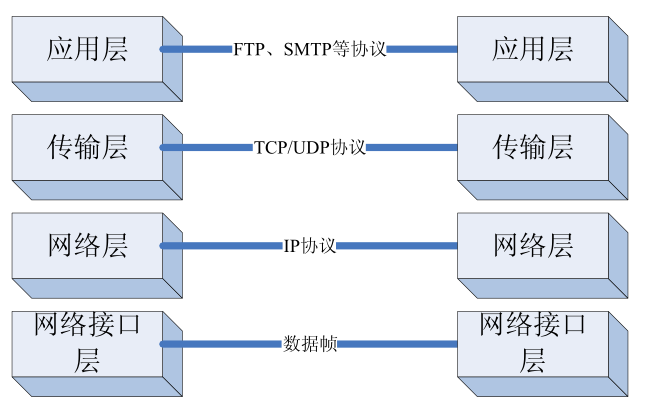 应用层 FTP、SMTP等协议 应用层
传输层 TCP/UDP协议 传输层
网络层 IP协议 网络层
网络接口
层
数据帧
网络接口
层